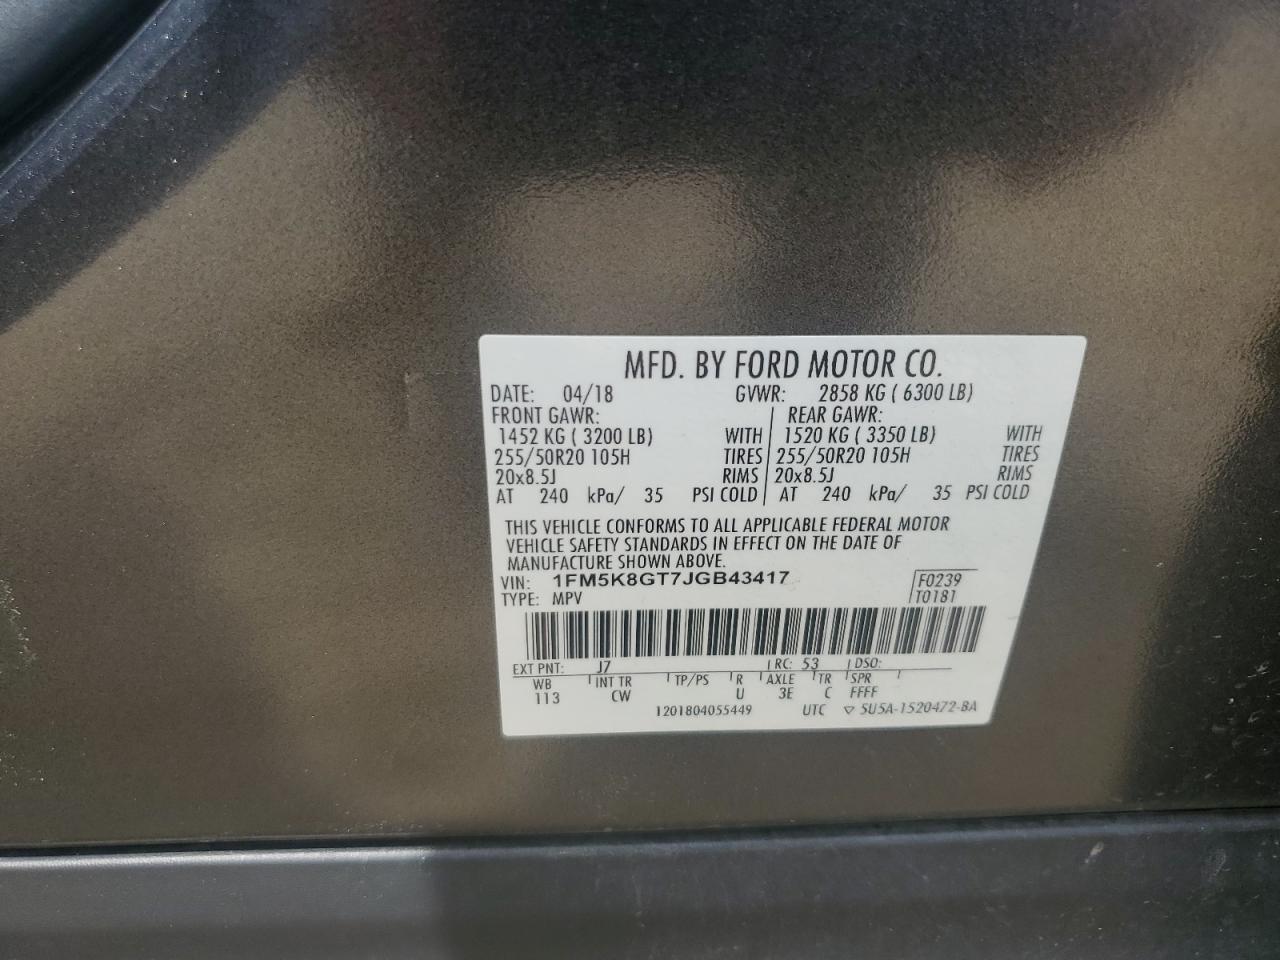 MFD. BY FORD MOTOR CO.
DATE: 04/18 GVWR: 2858 KG ( 6300 LB)
FRONT GAWR: REAR GAWR:
1452 KG ( 3200 LB) WITH 1520 KG ( 3350 LB) WITH
255/50R20 105H TIRES 255/50R20 105H TIRES
20x8.5J RIMS 20x8.5J RIMS
AT 240 kPa/ 35 PSI COLD AT 240 kPa/ 35 PSI COLD
THIS VEHICLE CONFORMS TO ALL APPLICABLE FEDERAL MOTOR
VEHICLE SAFETY STANDARDS IN EFFECT ON THE DATE OF
MANUFACTURE SHOWN ABOVE.
VIN: 1FM5K8GT7JGB43417 F0239
TYPE: MPV T0181
EXT PNT: J7 RC: 53 DSO:
WB INT TR TP/PS R AXLE TR SPR
113 CW U 3E C FFFF
1201804055449 UTC ▽ 5U5A-1520472-BA